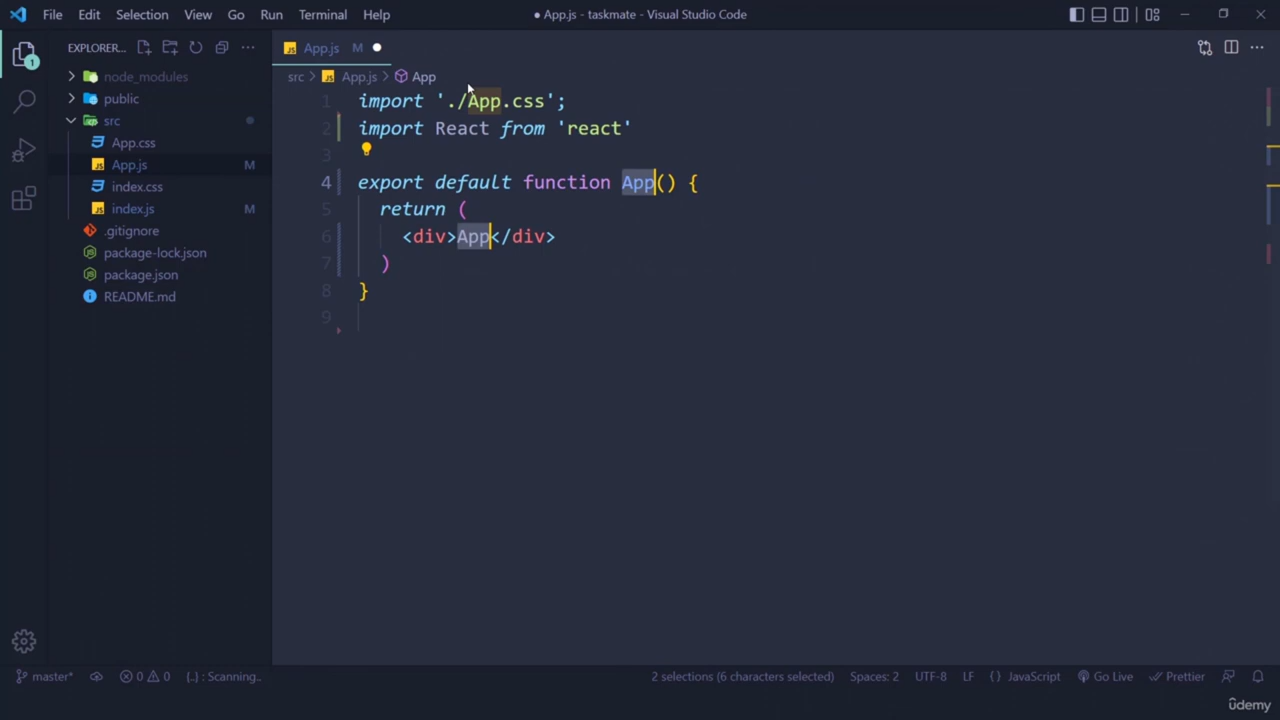 File Edit Selection View Go Run Terminal Help
● App.js - taskmate - Visual Studio Code
EXPLORER...
App.js M
src > App.js > App
1
node_modules
public
src
App.css
App.js M
index.css
index.js M
.gitignore
package-lock.json
package.json
README.md
1 import './App.css';
2 import React from 'react'
3
4 export default function App() {
5 return (
6 <div>App</div>
7 )
8 }
9
master* 0 0 {..} : Scanning..
2 selections (6 characters selected) Spaces: 2 UTF-8 LF {} JavaScript Go Live Prettier
ûdemy